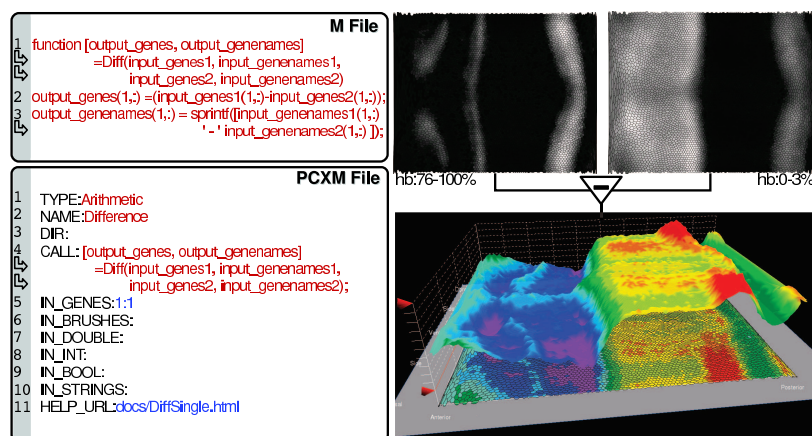 M File
1 function [output_genes, output_genenames]
=Diff(input_genes1, input_genenames1,
input_genes2, input_genenames2)
2 output_genes(1,:) =(input_genes1(1,:)-input_genes2(1,:));
3 output_genenames(1,:) = sprintf([input_genenames1(1,:)
'-' input_genenames2(1,:) ]);
PCXM File
1 TYPE:Arithmetic
2 NAME:Difference
3 DIR:
4 CALL: [output_genes, output_genenames]
=Diff(input_genes1, input_genenames1,
input_genes2, input_genenames2);
5 IN_GENES:1:1
6 IN_BRUSHES:
7 IN_DOUBLE:
8 IN_INT:
9 IN_BOOL:
10 IN_STRINGS:
11 HELP_URL:docs/DiffSingle.html
hb:76-100%
hb:0-3%
-
Anterior
Posterior